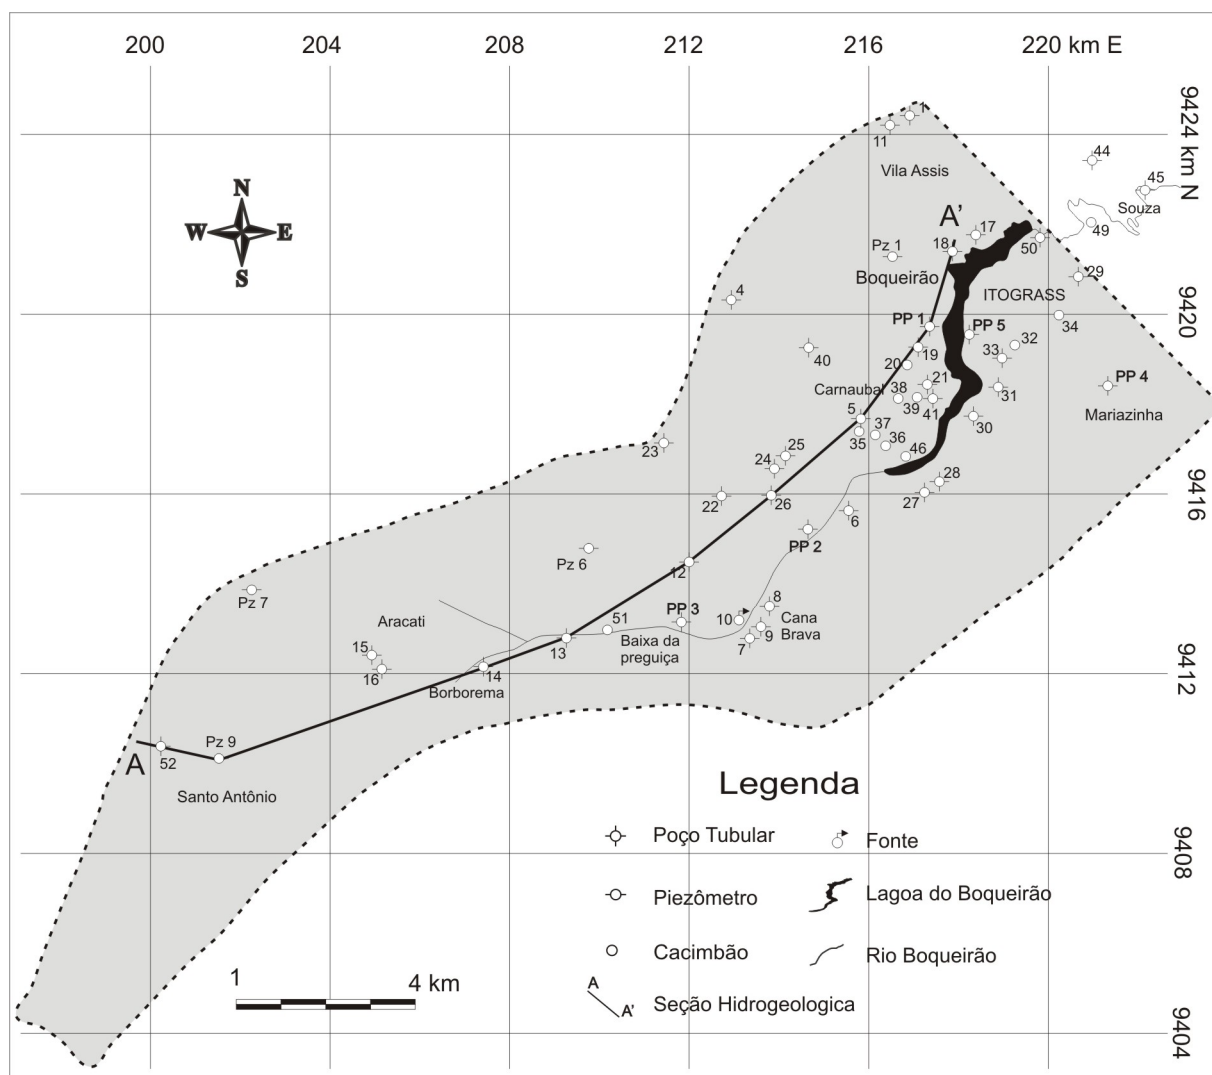 200 204 208 212 216 220 km E
9424 km N
1
11
44
Vila Assis
45
N
Souza
A'
W E
17
49
18
50
S
Pz 1
Boqueirão
29
ITOGRASS
4
9420
PP 1
PP 5
34
40
19
33
32
20
21
PP 4
Carnaubal
38
39
41
31
Mariazinha
5
37
30
35
36
23
25
24
46
28
22
26
27
9416
6
PP 2
Pz 6
12
Pz 7
8
PP 3
10
Cana
Brava
51
Aracati
9
7
Baixa da
preguiça
13
15
16
14
9412
Borborema
Pz 9
A
52
Santo Antônio
Legenda
Poço Tubular
Fonte
9408
Piezômetro
Lagoa do Boqueirão
Cacimbão
Rio Boqueirão
A
A'
Seção Hidrogeologica
1 4 km
9404